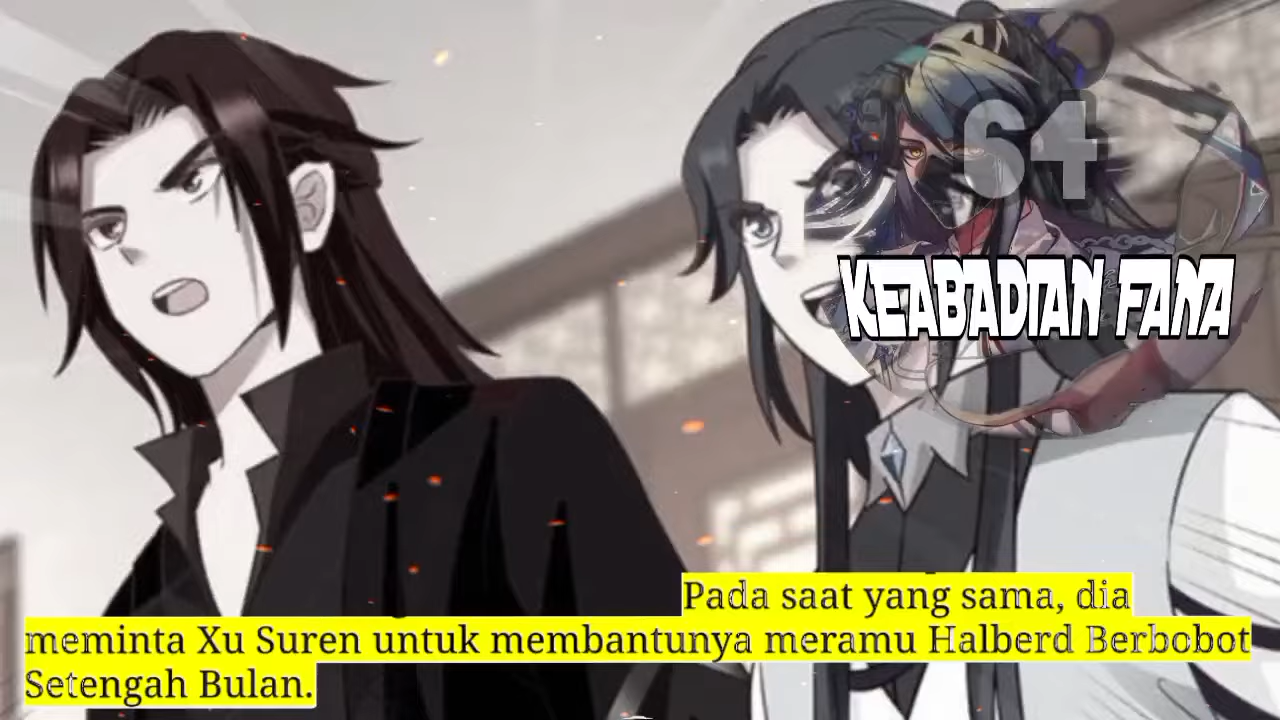 64
KEABADIAN FANA
Pada saat yang sama, dia
meminta Xu Suren untuk membantunya meramu Halberd Berbobot
Setengah Bulan.